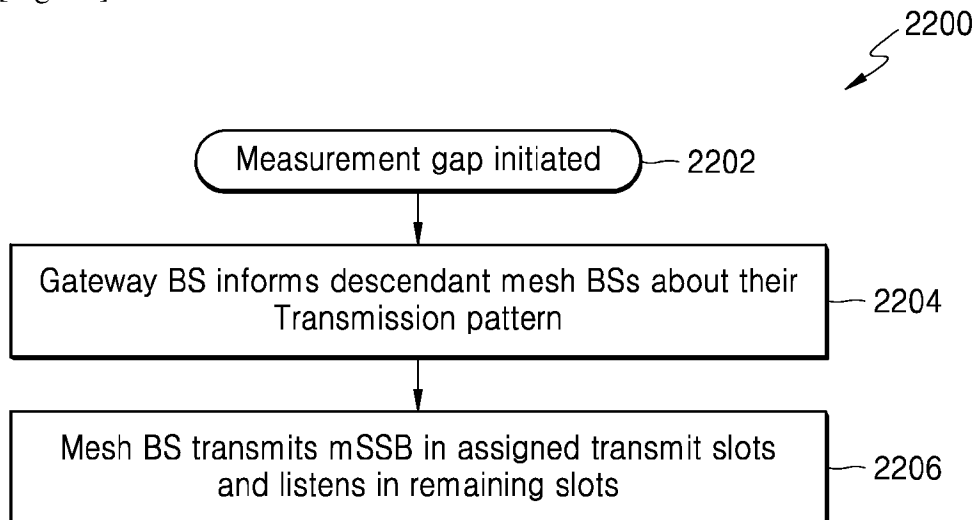 2200
Measurement gap initiated
2202
Gateway BS informs descendant mesh BSs about their
Transmission pattern
2204
Mesh BS transmits mSSB in assigned transmit slots
and listens in remaining slots
2206